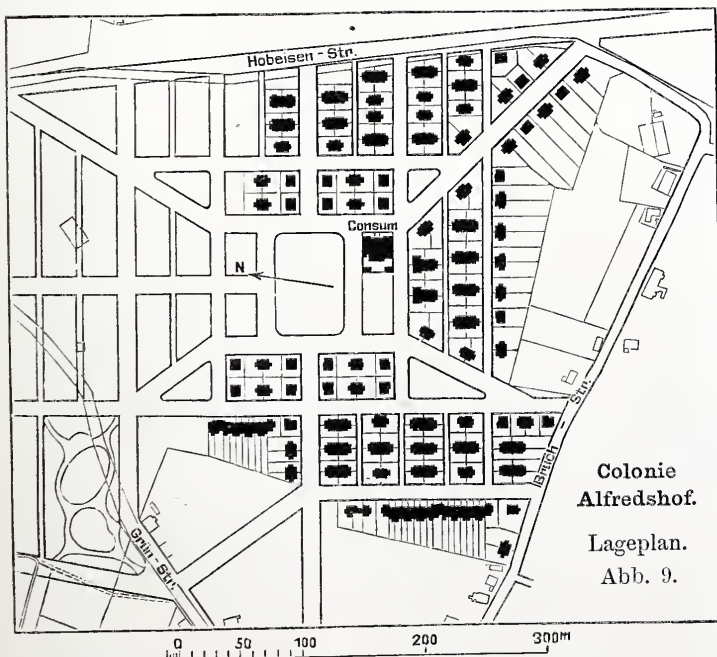 Hobeisen-Str.
Consum
N
Bruch-Str.
Grün-Str.
Colonie
Alfredshof.
Lageplan.
Abb. 9.
0 50 100 200 300m